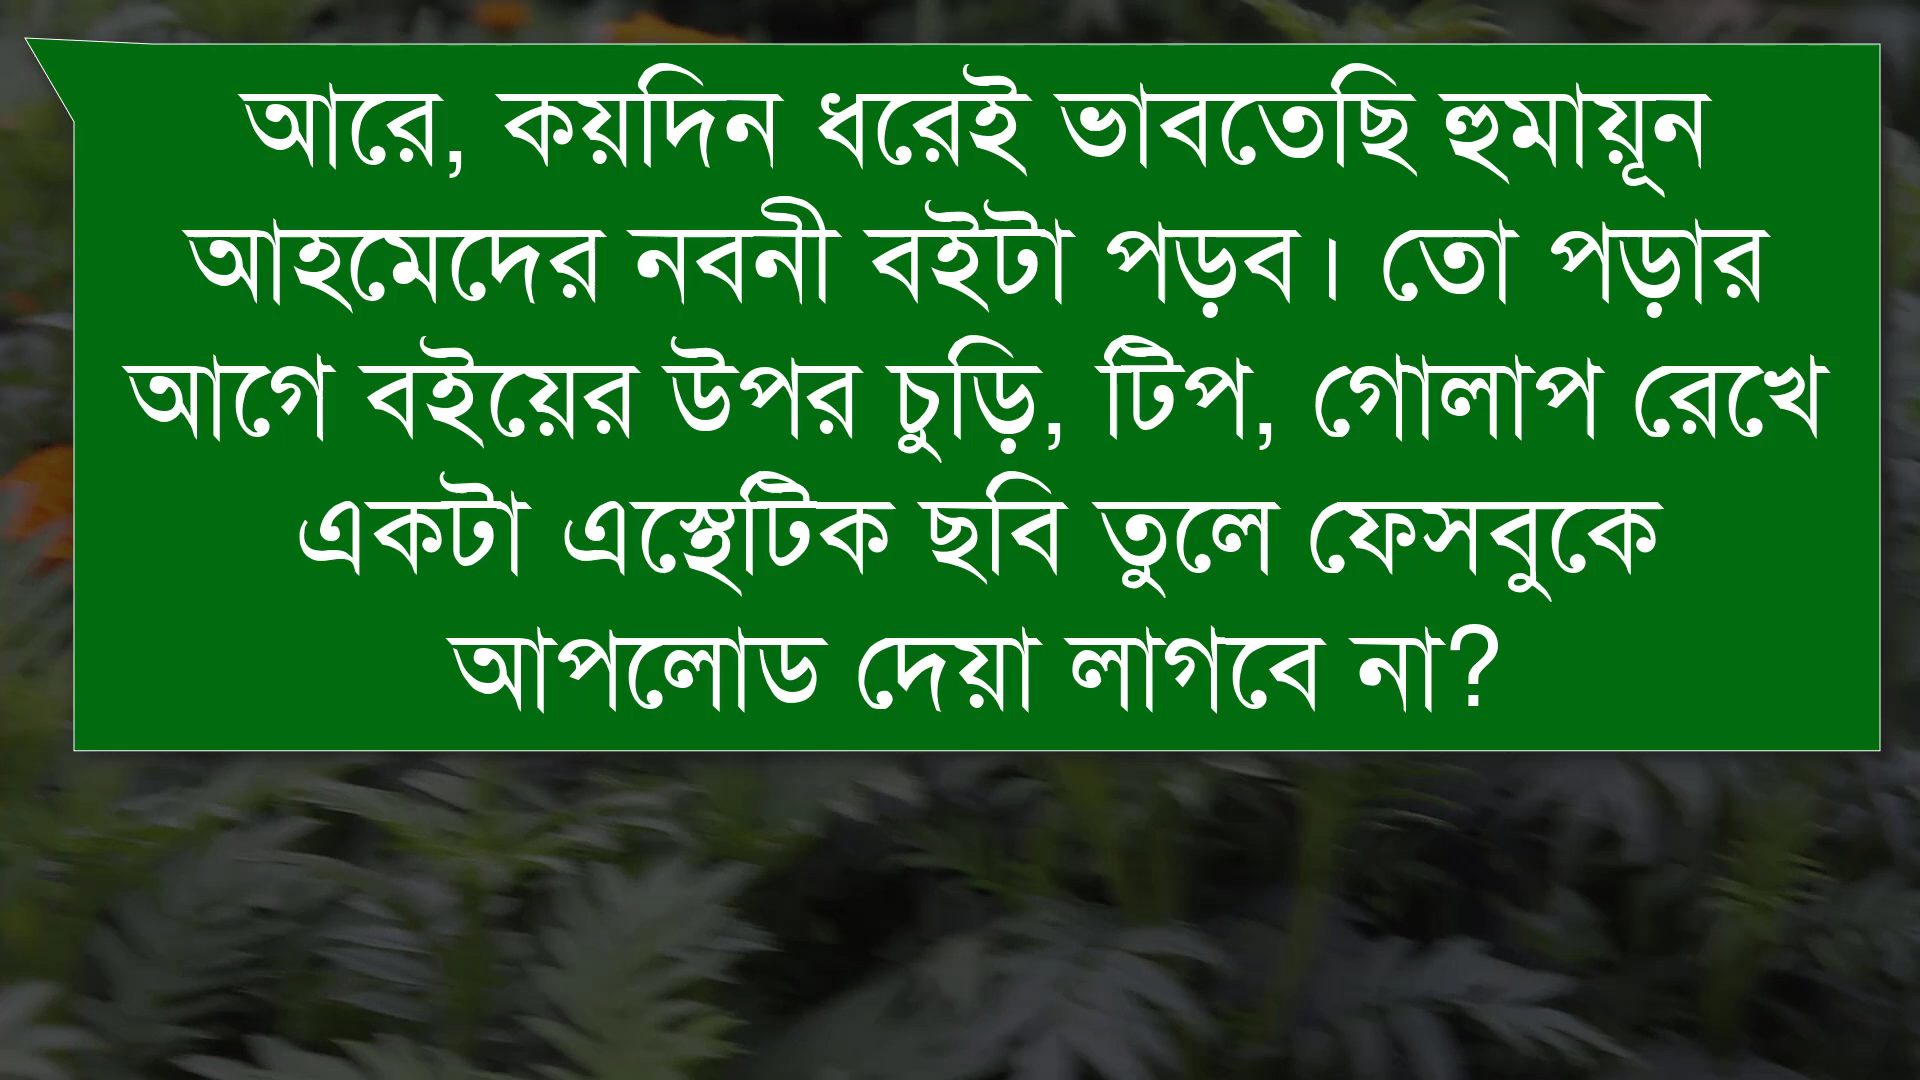 আরে, কয়দিন ধরেই ভাবতেছি হুমায়ূন
আহমেদের নবনী বইটা পড়ব। তো পড়ার
আগে বইয়ের উপর চুড়ি, টিপ, গোলাপ রেখে
একটা এস্থেটিক ছবি তুলে ফেসবুকে
আপলোড দেয়া লাগবে না?